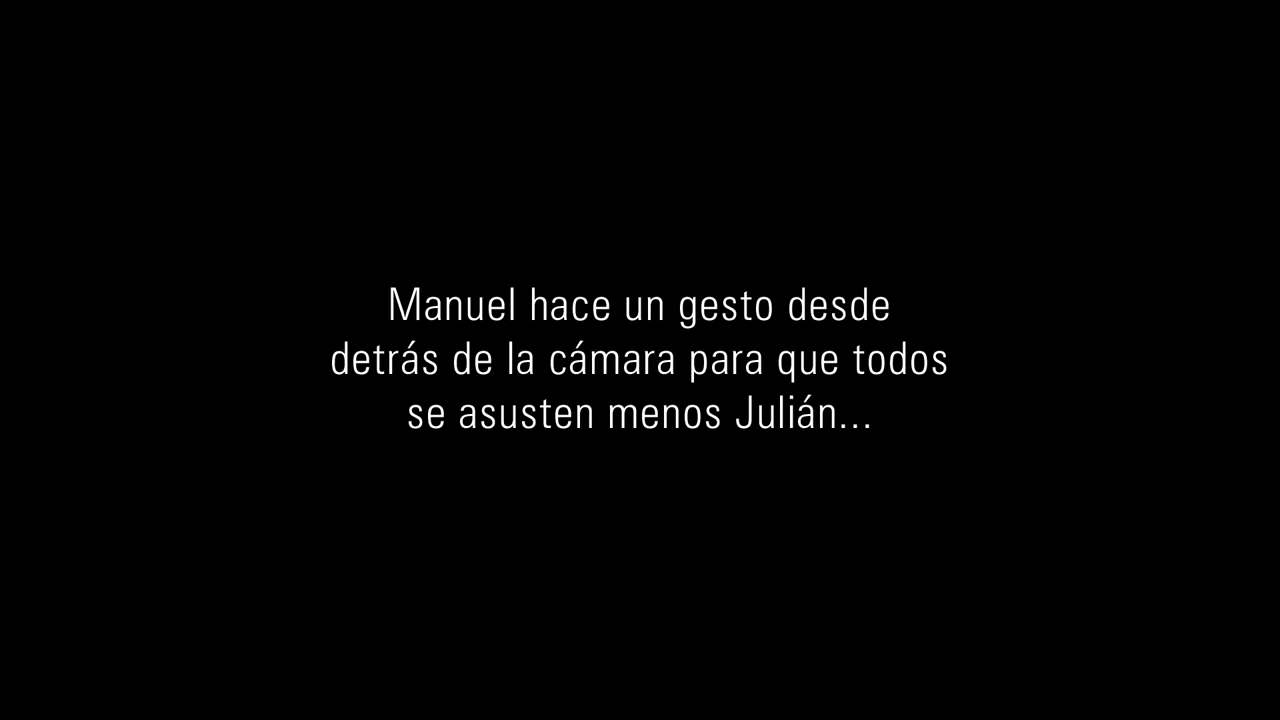 Manuel hace un gesto desde
detrás de la cámara para que todos
se asusten menos Julián...